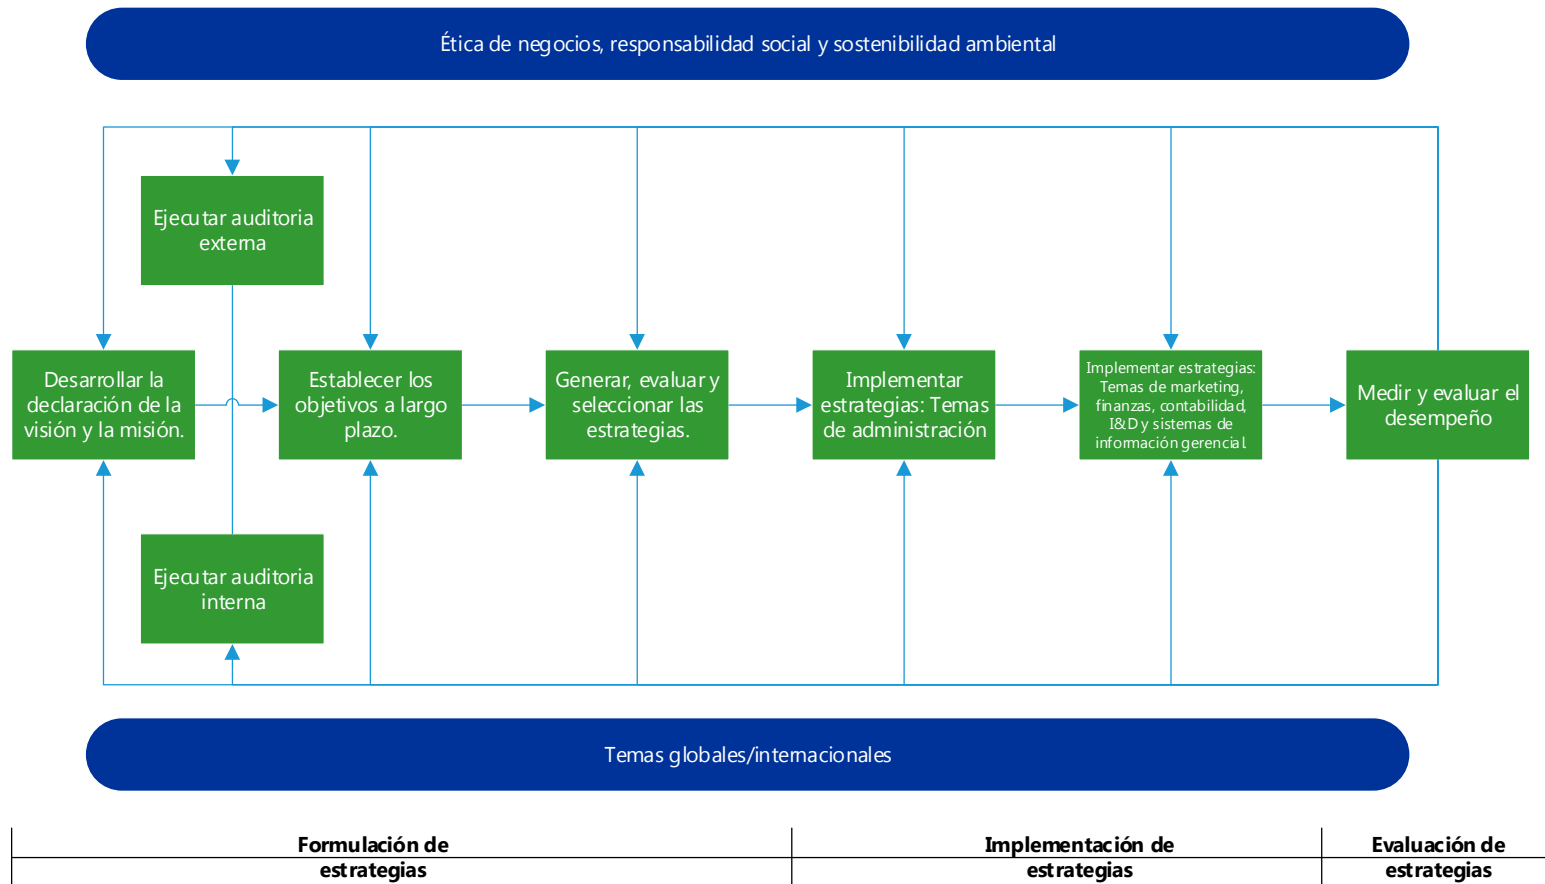 Ética de negocios, responsabilidad social y sostenibilidad ambiental
Ejecutar auditoria
externa
Desarrollar la
declaración de la
visión y la misión.
Establecer los
objetivos a largo
plazo.
Generar, evaluar y
seleccionar las
estrategias.
Implementar
estrategias: Temas
de administración
Implementar estrategias:
Temas de marketing,
finanzas, contabilidad,
I&D y sistemas de
información gerencial.
Medir y evaluar el
desempeño
Ejecutar auditoria
interna
Temas globales/internacionales
Formulación de
estrategias
Implementación de
estrategias
Evaluación de
estrategias